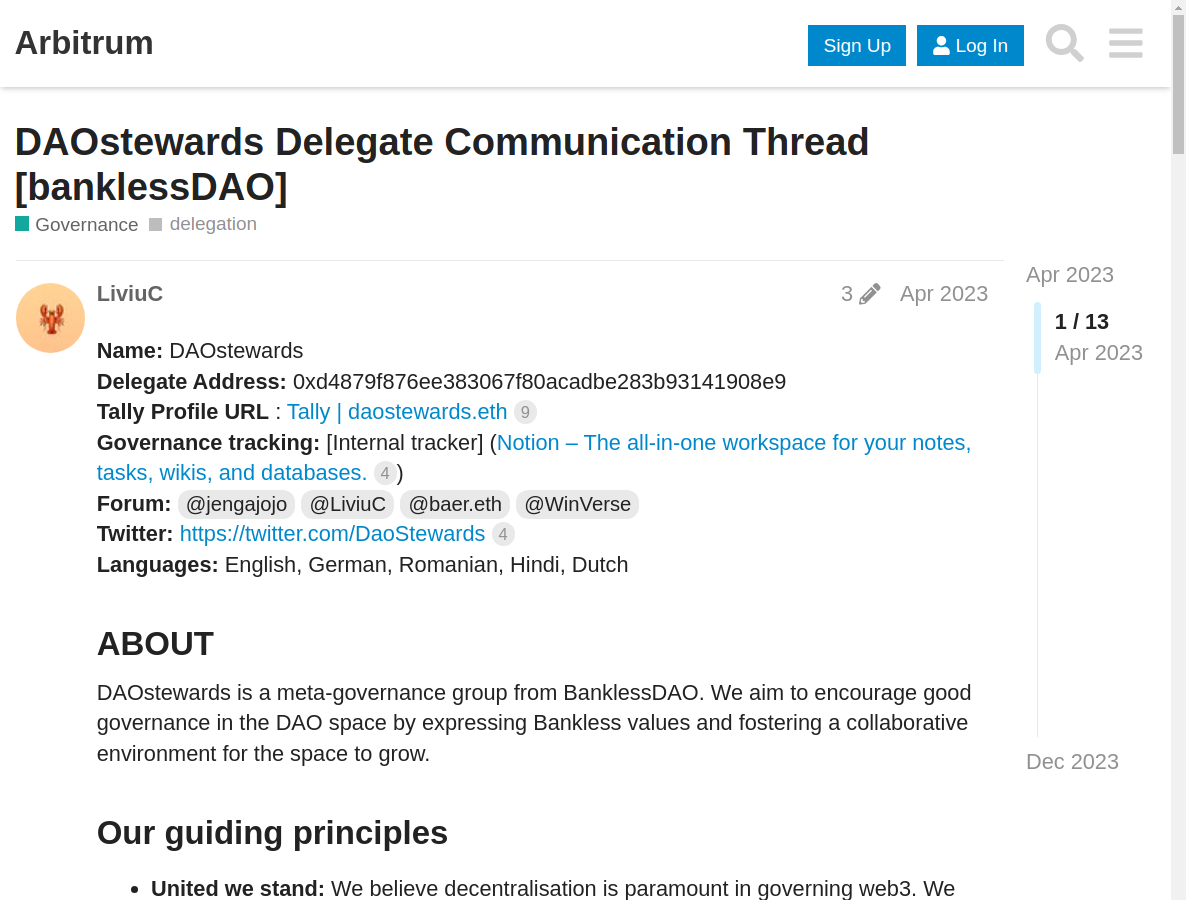 Arbitrum
Sign Up
Log In
DAOstewards Delegate Communication Thread
[banklessDAO]
Governance delegation
LiviuC
3
Apr 2023
Apr 2023
1 / 13
Apr 2023
Name: DAOstewards
Delegate Address: 0xd4879f876ee383067f80acadbe283b93141908e9
Tally Profile URL : Tally | daostewards.eth 9
Governance tracking: [Internal tracker] (Notion – The all-in-one workspace for your notes,
tasks, wikis, and databases. 4)
Forum: @jengajojo @LiviuC @baer.eth @WinVerse
Twitter: https://twitter.com/DaoStewards 4
Languages: English, German, Romanian, Hindi, Dutch
ABOUT
DAOstewards is a meta-governance group from BanklessDAO. We aim to encourage good
governance in the DAO space by expressing Bankless values and fostering a collaborative
environment for the space to grow.
Dec 2023
Our guiding principles
United we stand: We believe decentralisation is paramount in governing web3. We